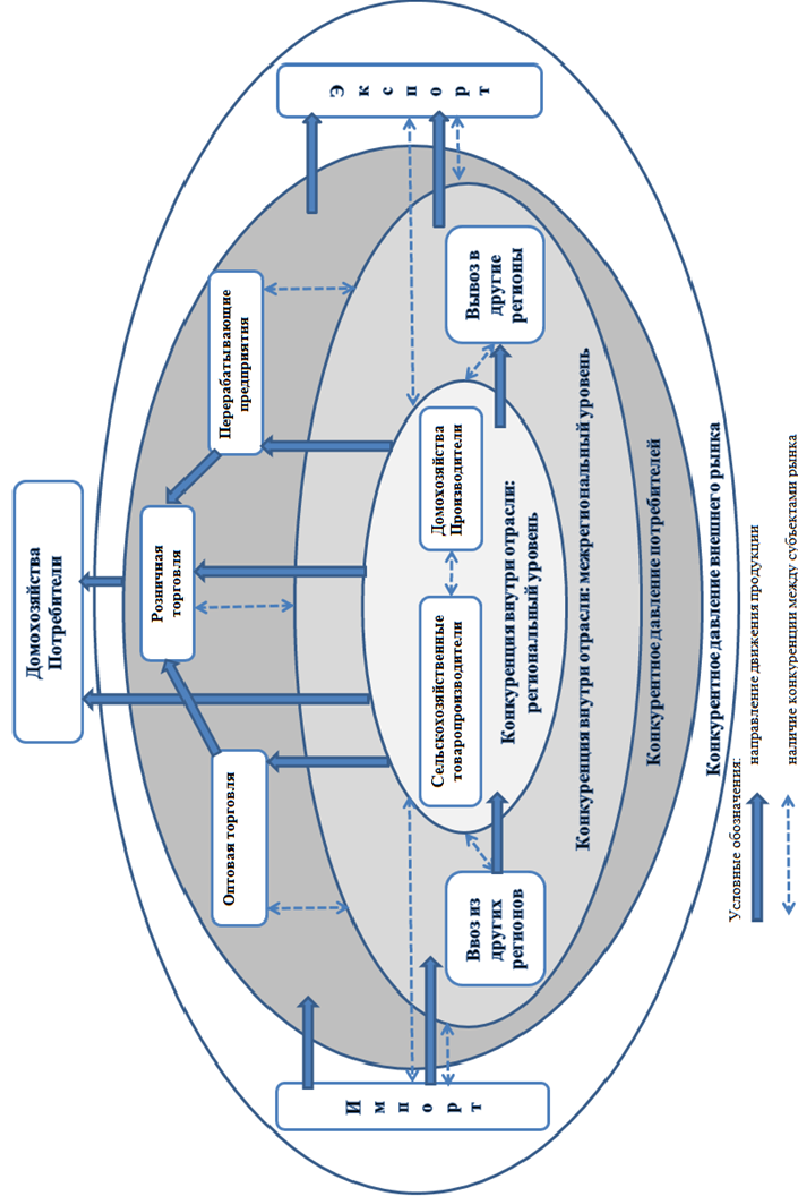 Домохозяйства
Потребители
Розничная
торговля
Оптовая торговля
Перерабатывающие
предприятия
И
м
п
о
р
т
Э
к
с
п
о
р
т
Сельскохозяйственные
товаропроизводители
Домохозяйства
Производители
Ввоз из
других
регионов
Вывоз в
другие
регионы
Конкуренция внутри отрасли:
региональный уровень
Конкуренция внутри отрасли: межрегиональный уровень
Конкурентное давление потребителей
Конкурентное давление внешнего рынка
Условные обозначения:
направление движения продукции
наличие конкуренции между субъектами рынка